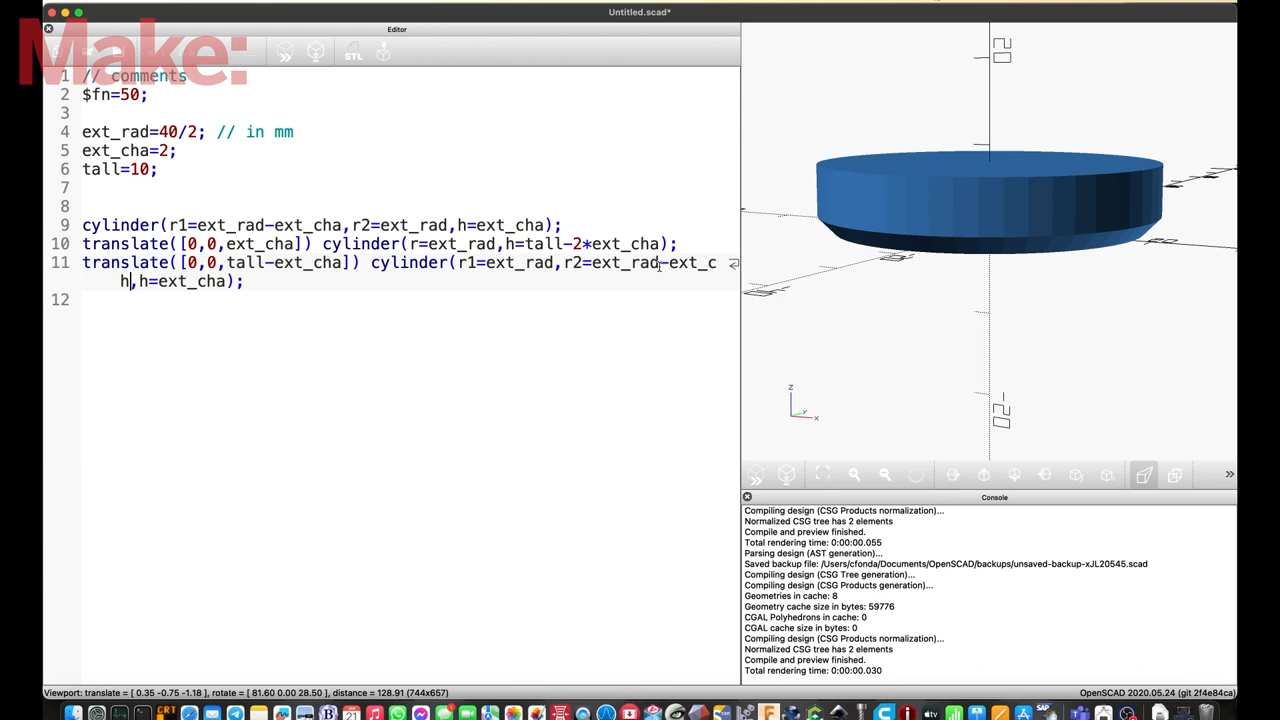 Untitled.scad*
Make:
Editor
STL
1 // comments
2 $fn=50;
3
4 ext_rad=40/2; // in mm
5 ext_cha=2;
6 tall=10;
7
8
9 cylinder(r1=ext_rad-ext_cha,r2=ext_rad,h=ext_cha);
10 translate([0,0,ext_cha]) cylinder(r=ext_rad,h=tall-2*ext_cha);
11 translate([0,0,tall-ext_cha]) cylinder(r1=ext_rad,r2=ext_rad-ext_c
h,h=ext_cha);
12
20
-20
z
y
x
Console
Compiling design (CSG Products normalization)...
Normalized CSG tree has 2 elements
Compile and preview finished.
Total rendering time: 0:00:00.055
Parsing design (AST generation)...
Saved backup file: /Users/cfonda/Documents/OpenSCAD/backups/unsaved-backup-xJL20545.scad
Compiling design (CSG Tree generation)...
Compiling design (CSG Products generation)...
Geometries in cache: 8
Geometry cache size in bytes: 59776
CGAL Polyhedrons in cache: 0
CGAL cache size in bytes: 0
Compiling design (CSG Products normalization)...
Normalized CSG tree has 2 elements
Compile and preview finished.
Total rendering time: 0:00:00.030
Viewport: translate = [ 0.35 -0.75 -1.18 ], rotate = [ 81.60 0.00 28.50 ], distance = 128.91 (744x657)
OpenSCAD 2020.05.24 (git 2f4e84ca)